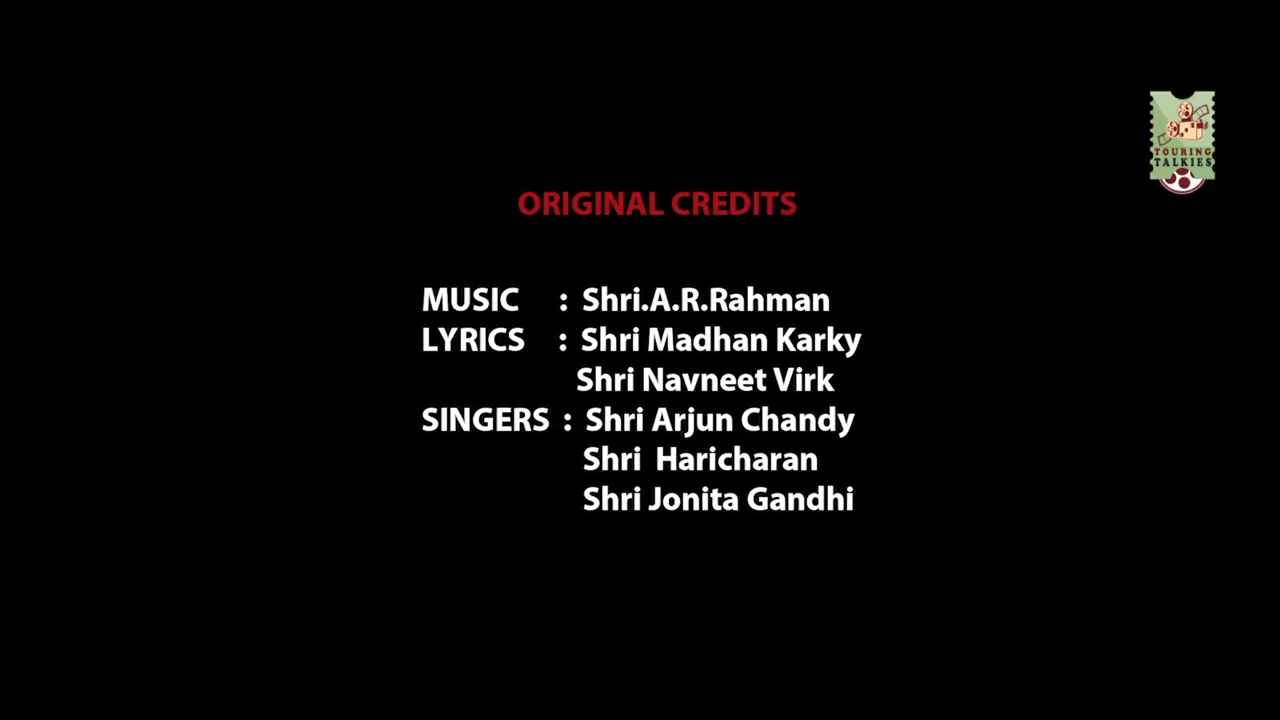 TOURING
TALKIES
ORIGINAL CREDITS
MUSIC : Shri.A.R.Rahman
LYRICS : Shri Madhan Karky
Shri Navneet Virk
SINGERS : Shri Arjun Chandy
Shri Haricharan
Shri Jonita Gandhi